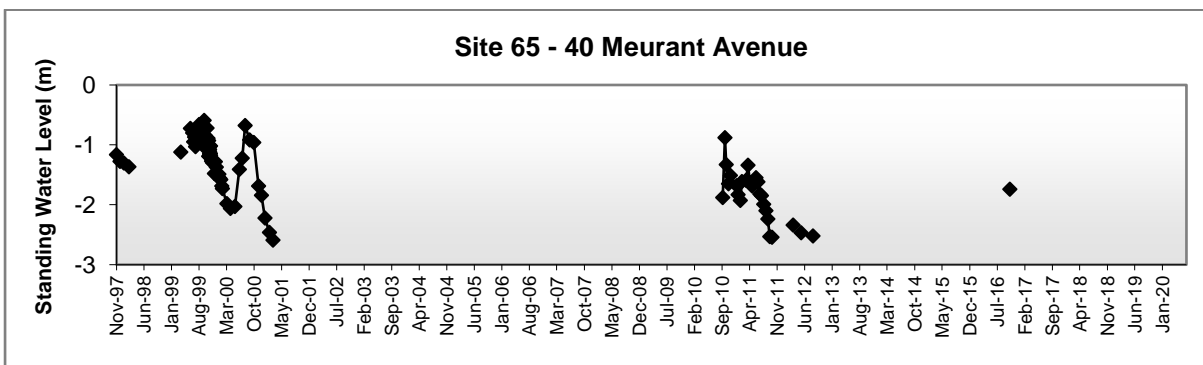 Site 65 - 40 Meurant Avenue
Standing Water Level (m)
0
-1
-2
-3
Nov-97
Jun-98
Jan-99
Aug-99
Mar-00
Oct-00
May-01
Dec-01
Jul-02
Feb-03
Sep-03
Apr-04
Nov-04
Jun-05
Jan-06
Aug-06
Mar-07
Oct-07
May-08
Dec-08
Jul-09
Feb-10
Sep-10
Apr-11
Nov-11
Jun-12
Jan-13
Aug-13
Mar-14
Oct-14
May-15
Dec-15
Jul-16
Feb-17
Sep-17
Apr-18
Nov-18
Jun-19
Jan-20